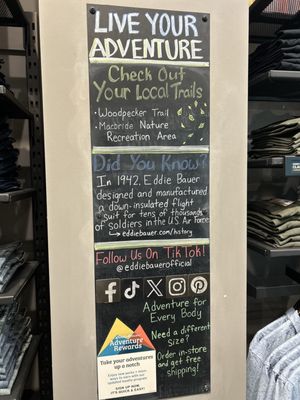 LIVE YOUR
ADVENTURE
Check Out
Your Local Trails
• Woodpecker Trail
• Macbride Nature
Recreation Area
Did You Know?
In 1942, Eddie Bauer
designed and manufactured
a down-insulated flight
suit for tens of thousands
of soldiers in the U.S. Air Force
eddiebauer.com/history
Follow Us On TikTok!
@eddiebauerofficial
Adventure for
Every Body
Need a different
Size?
Order in-store
and get free
shipping!
Adventure
Rewards
Take your adventures
up a notch